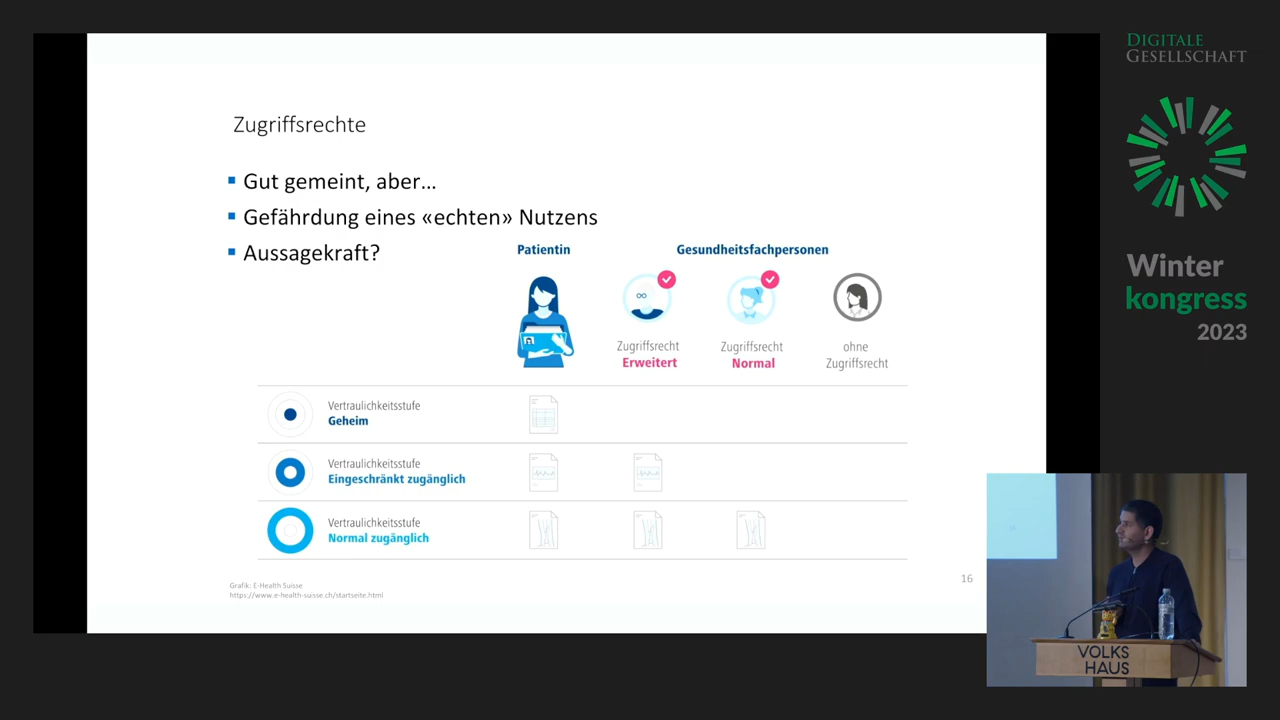 Zugriffsrechte
Gut gemeint, aber...
Gefährdung eines «echten» Nutzens
Aussagekraft?
Patientin
Gesundheitsfachpersonen
Zugriffsrecht
Erweitert
Zugriffsrecht
Normal
ohne
Zugriffsrecht
Vertraulichkeitsstufe
Geheim
Vertraulichkeitsstufe
Eingeschränkt zugänglich
Vertraulichkeitsstufe
Normal zugänglich
Grafik: E-Health Suisse
https://www.e-health-suisse.ch/startseite.html
16
DIGITALE
GESELLSCHAFT
Winter
kongress
2023
VOLKS
HAUS